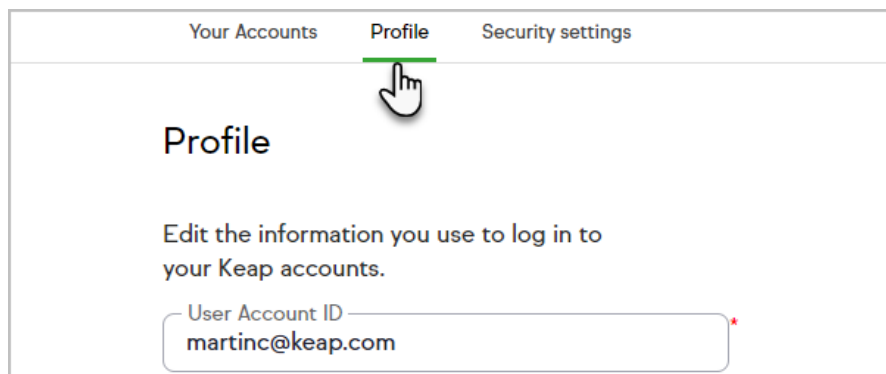 Your Accounts Profile Security settings
Profile
Edit the information you use to log in to
your Keap accounts.
User Account ID
martinc@keap.com *